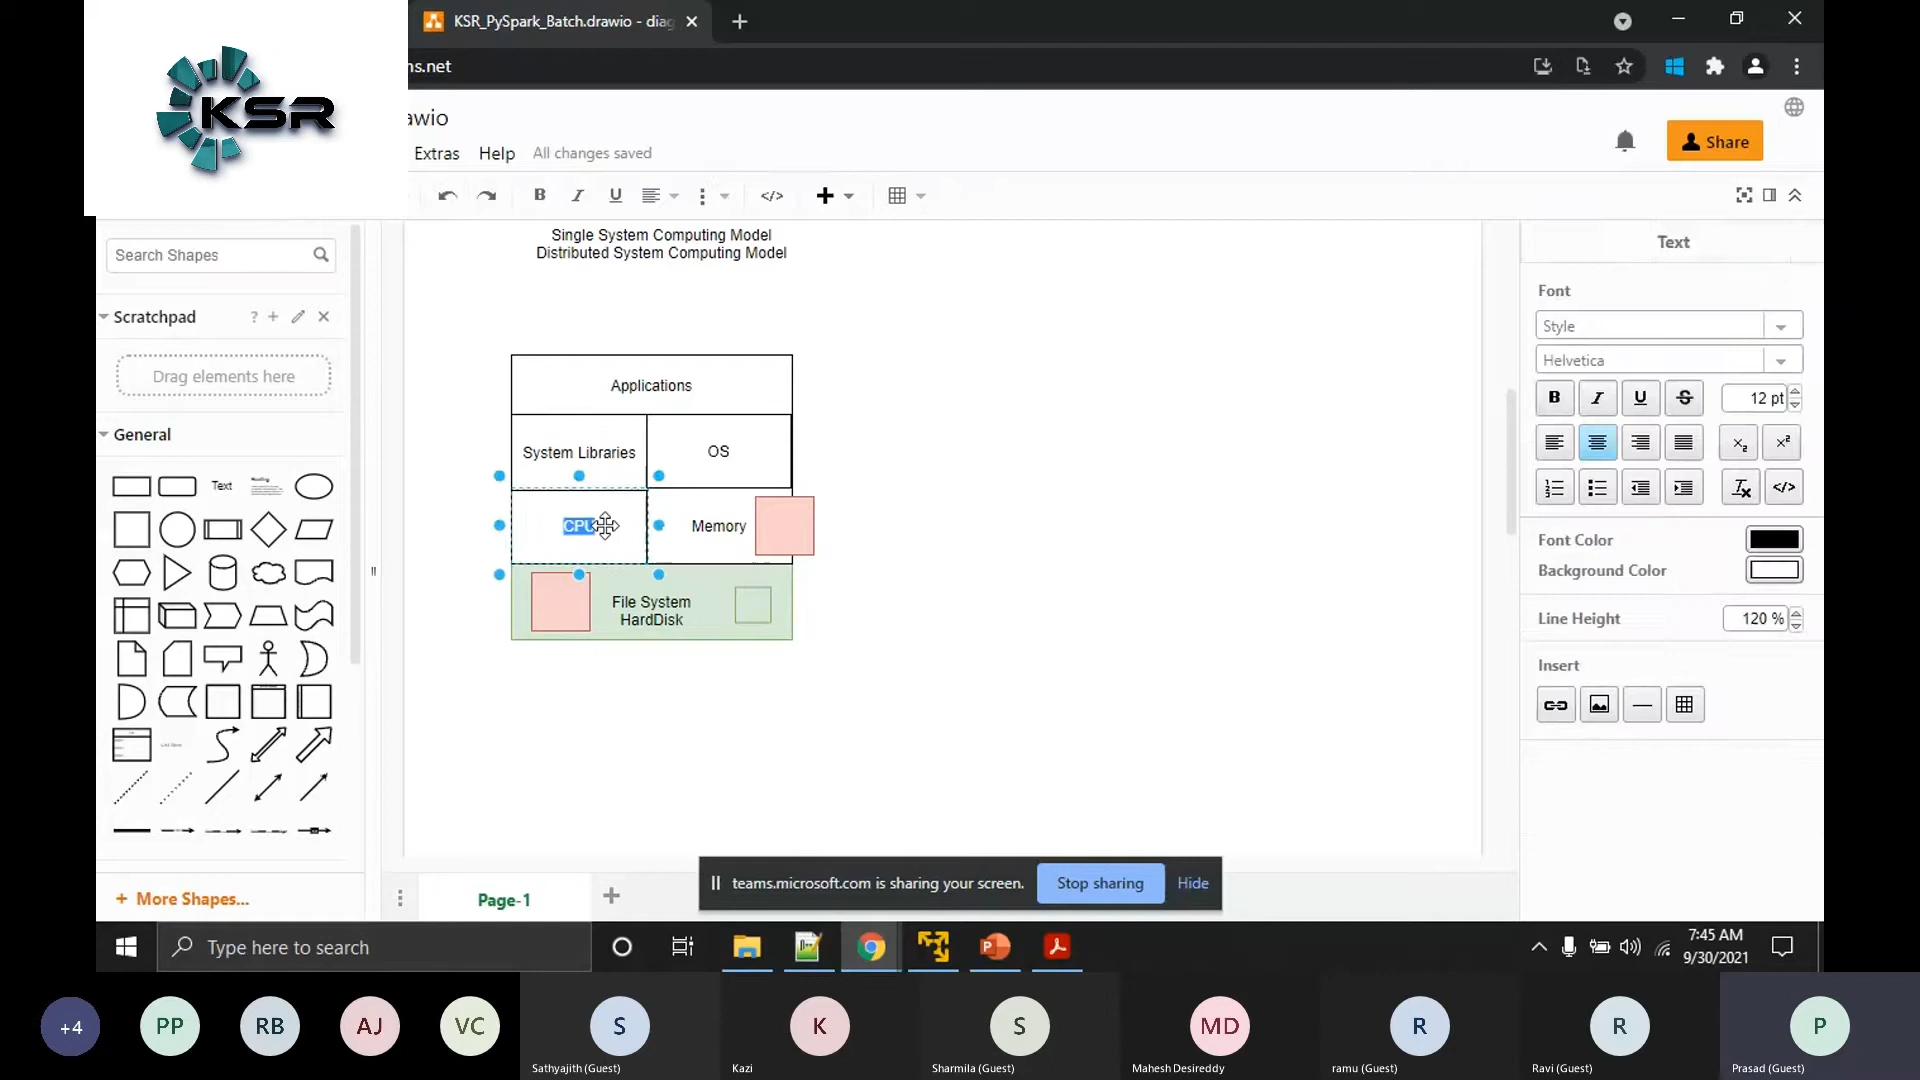 KSR_PySpark_Batch.drawio - diag
ns.net
KSR
awio
Extras Help All changes saved
Share
Single System Computing Model
Distributed System Computing Model
Search Shapes
Scratchpad
Drag elements here
General
Text
More Shapes...
Applications
System Libraries OS
CPU Memory
File System
HardDisk
Text
Font
Style
Helvetica
12 pt
Font Color
Background Color
Line Height 120 %
Insert
Page-1
teams.microsoft.com is sharing your screen. Stop sharing Hide
Type here to search
7:45 AM
9/30/2021
+4 PP RB AJ VC S K S MD R R P
Sathyajith (Guest) Kazi Sharmila (Guest) Mahesh Desireddy ramu (Guest) Ravi (Guest) Prasad (Guest)